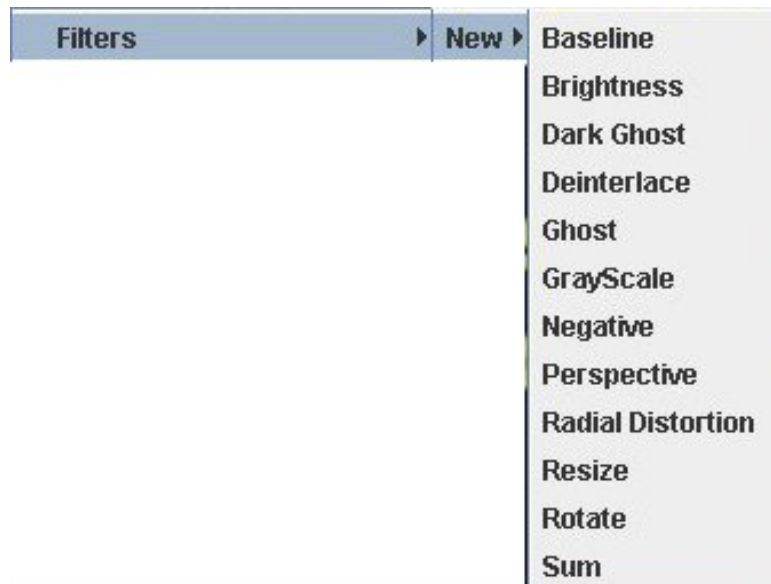 Filters New Baseline
Brightness
Dark Ghost
Deinterlace
Ghost
GrayScale
Negative
Perspective
Radial Distortion
Resize
Rotate
Sum